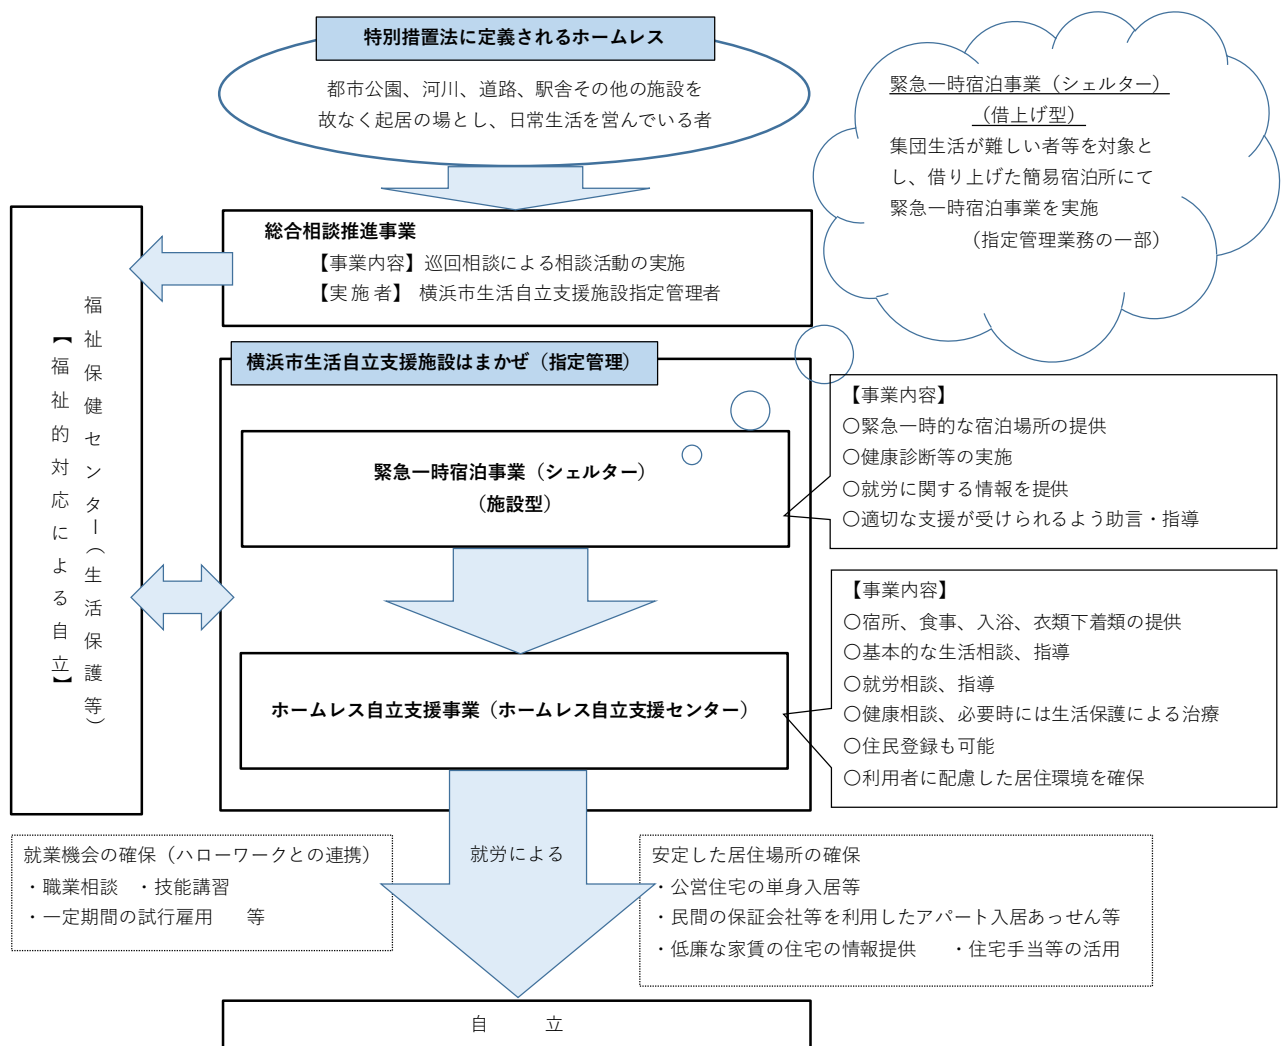 特別措置法に定義されるホームレス
都市公園、河川、道路、駅舎その他の施設を
故なく起居の場とし、日常生活を営んでいる者
緊急一時宿泊事業（シェルター）
（借上げ型）
集団生活が難しい者等を対象と
し、借り上げた簡易宿泊所にて
緊急一時宿泊事業を実施
（指定管理業務の一部）
総合相談推進事業
【事業内容】巡回相談による相談活動の実施
【実 施 者】 横浜市生活自立支援施設指定管理者
福祉保健センター（生活保護等）
【福祉的対応による自立】
横浜市生活自立支援施設はまかぜ（指定管理）
緊急一時宿泊事業（シェルター）
（施設型）
【事業内容】
〇緊急一時的な宿泊場所の提供
〇健康診断等の実施
〇就労に関する情報を提供
〇適切な支援が受けられるよう助言・指導
ホームレス自立支援事業（ホームレス自立支援センター）
【事業内容】
〇宿所、食事、入浴、衣類下着類の提供
〇基本的な生活相談、指導
〇就労相談、指導
〇健康相談、必要時には生活保護による治療
〇住民登録も可能
〇利用者に配慮した居住環境を確保
就業機会の確保（ハローワークとの連携）
・職業相談　・技能講習
・一定期間の試行雇用　　等
就労による
安定した居住場所の確保
・公営住宅の単身入居等
・民間の保証会社等を利用したアパート入居あっせん等
・低廉な家賃の住宅の情報提供　　・住宅手当等の活用
自　　　立